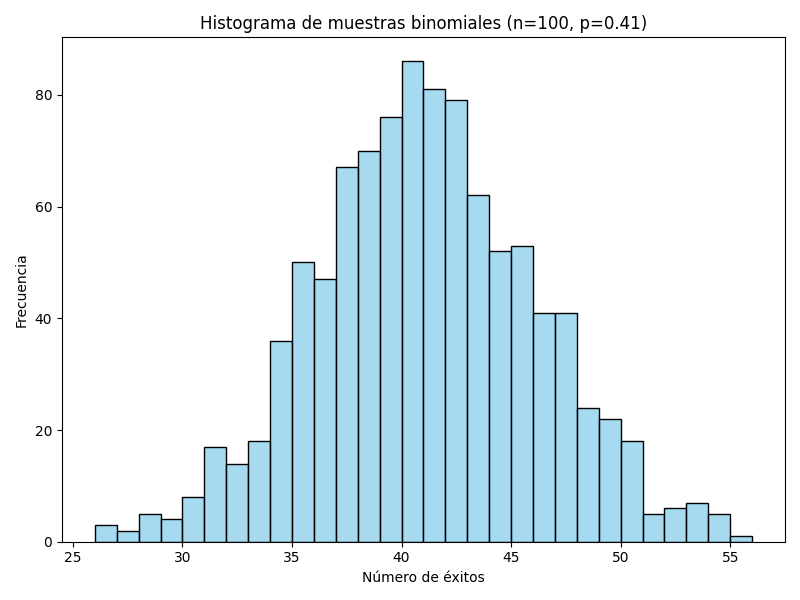 Histograma de muestras binomiales (n=100, p=0.41)
Frecuencia
80
60
40
20
0
25 30 35 40 45 50 55
Número de éxitos